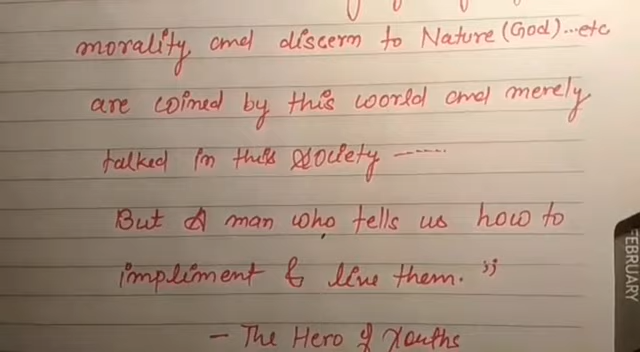 morality, and discern to Nature (God)...etc
are coined by this world and merely
talked in this society ------
But A man who tells us how to
impliment & live them. "
- The Hero of Youths
FEBRUARY